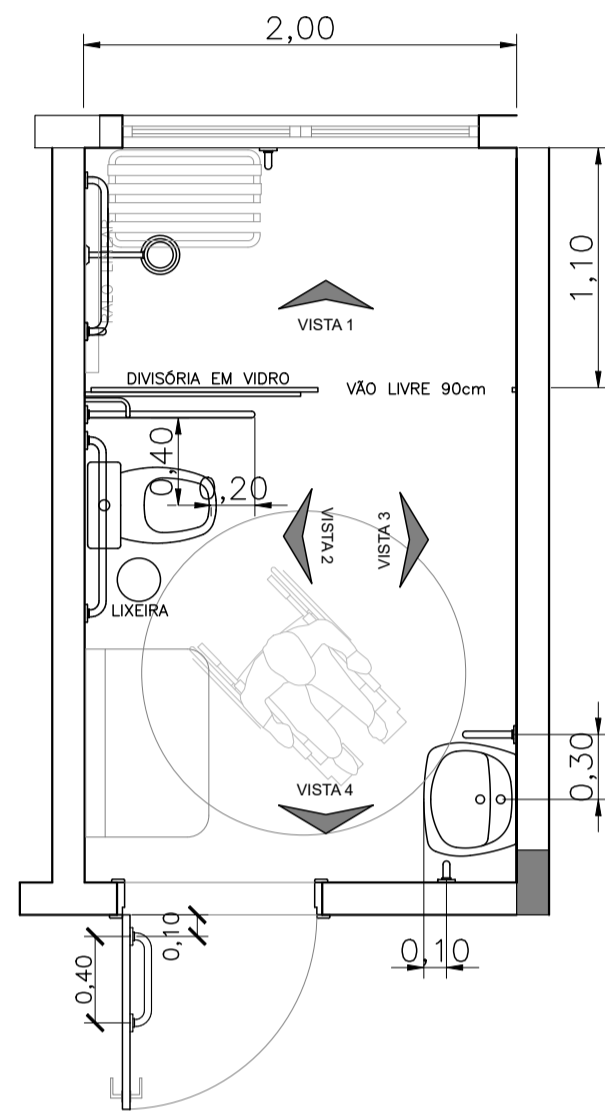 2,00
1,10
VISTA 1
DIVISÓRIA EM VIDRO
VÃO LIVRE 90cm
0,40
0,20
VISTA 2
VISTA 3
LIXEIRA
VISTA 4
0,30
0,10
0,40
0,10